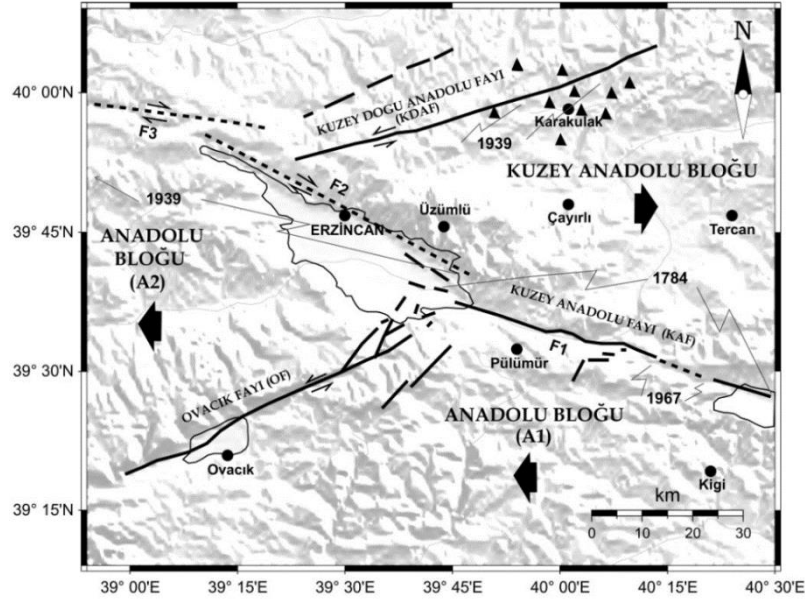 N
40° 00'N
39° 45'N
39° 30'N
39° 15'N
KUZEY DOĞU ANADOLU FAYI
(KDAF)
Karakulak
1939
F3
F2
KUZEY ANADOLU BLOĞU
1939
Üzümlü
ERZİNCAN
Çayırlı
Tercan
ANADOLU
BLOĞU
(A2)
1784
KUZEY ANADOLU FAYI (KAF)
F1
Pülümür
OVACIK FAYI (OF)
1967
ANADOLU BLOĞU
(A1)
Ovacık
Kigi
km
0 10 20 30
39° 00'E 39° 15'E 39° 30'E 39° 45'E 40° 00'E 40° 15'E 40° 30'E